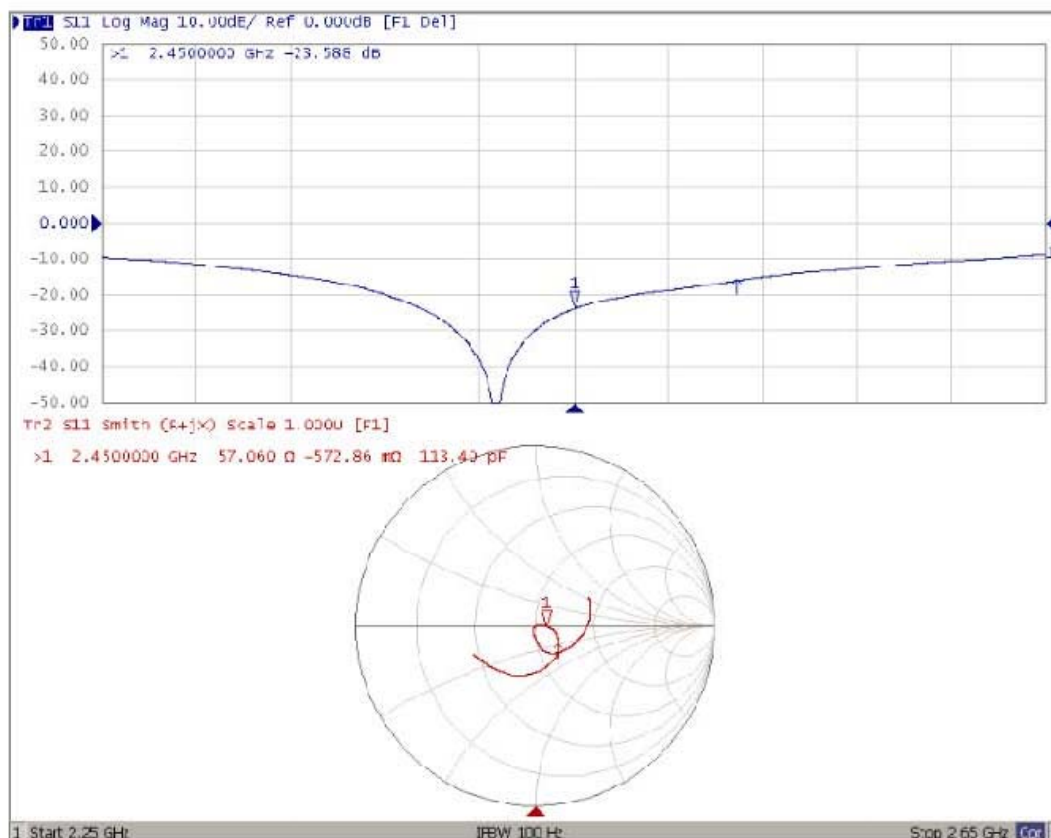 Tr1 S11 Log Mag 10.00dB/ Ref 0.000dB [F1 Del]
>1 2.4500000 GHz -23.588 dB
50.00
40.00
30.00
20.00
10.00
0.000
-10.00
-20.00
-30.00
-40.00
-50.00
1
Tr2 S11 Smith (R+jX) Scale 1.000U [F1]
>1 2.4500000 GHz 57.060 Ω -572.86 mΩ 113.40 pF
1
1 Start 2.25 GHz IFBW 100 Hz Stop 2.65 GHz Cor